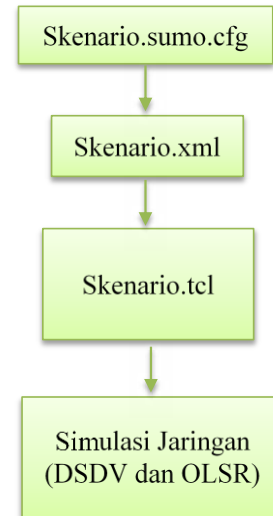 Skenario.sumo.cfg
Skenario.xml
Skenario.tcl
Simulasi Jaringan
(DSDV dan OLSR)